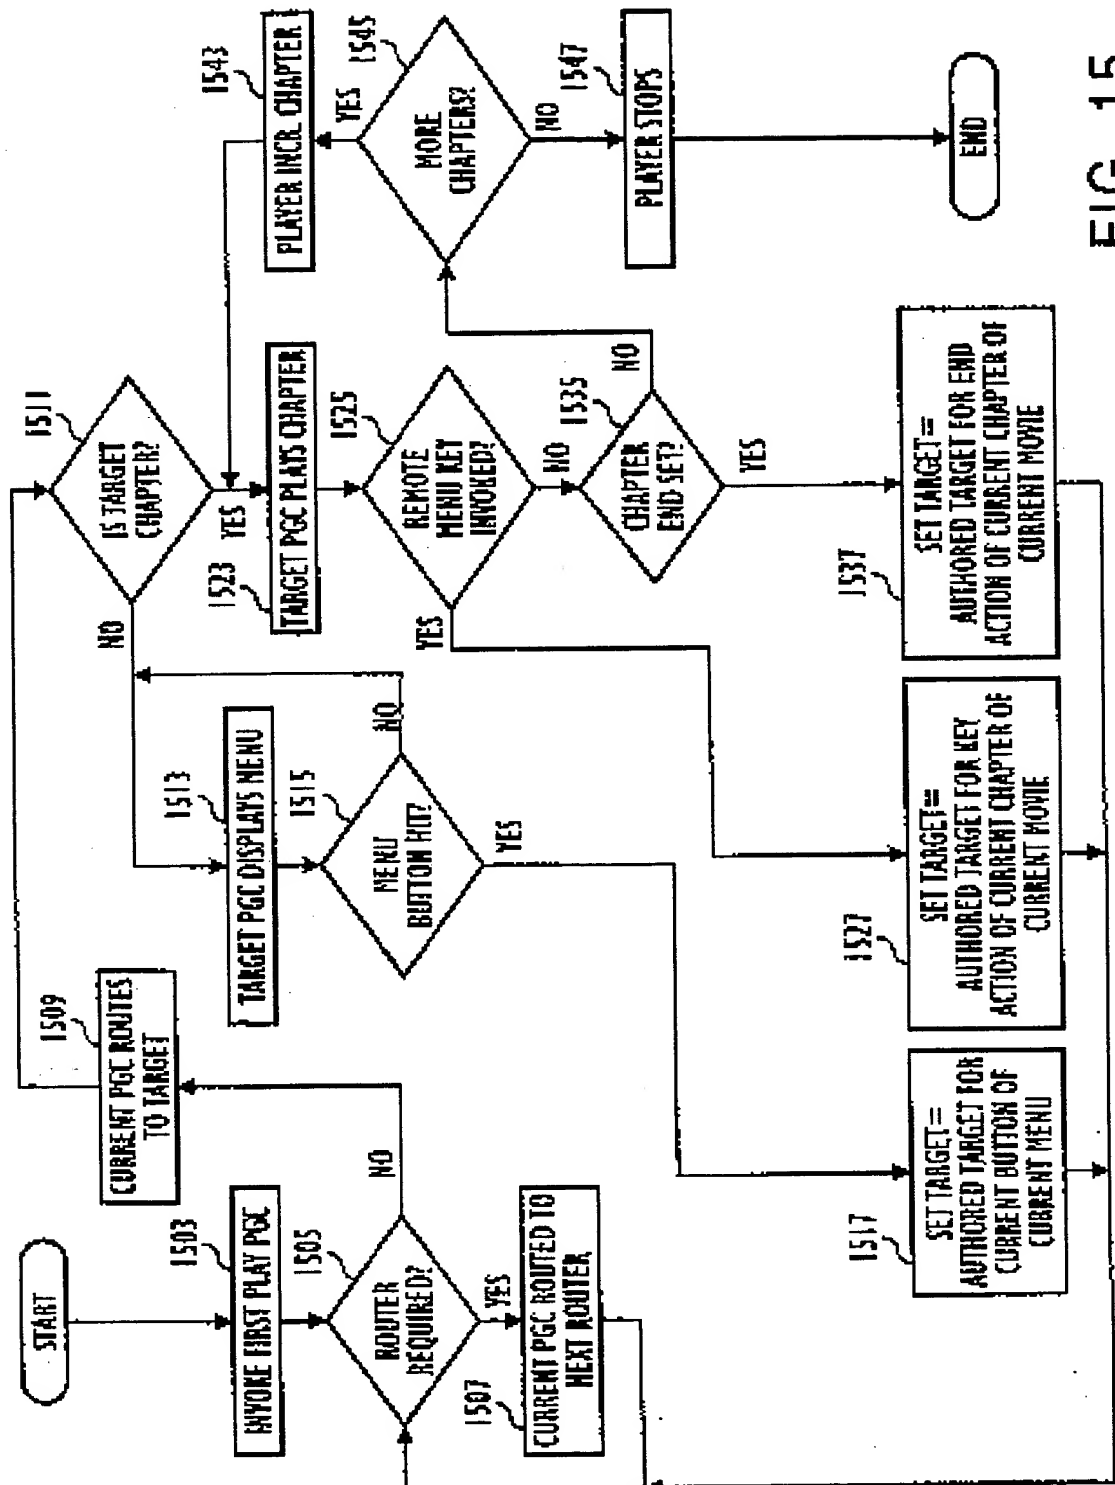 START
1503
INVOKE FIRST PLAY PGC
1505
ROUTER
REQUIRED?
NO
YES
1507
CURRENT PGC ROUTED TO
NEXT ROUTER
1509
CURRENT PGC ROUTES
TO TARGET
1511
IS TARGET
CHAPTER?
NO
YES
1513
TARGET PGC DISPLAYS MENU
1515
MENU
BUTTON HIT?
NO
YES
1517
SET TARGET=
AUTHORED TARGET FOR
CURRENT BUTTON OF
CURRENT MENU
1523
TARGET PGC PLAYS CHAPTER
1525
REMOTE
MENU KEY
INVOKED?
YES
NO
1527
SET TARGET=
AUTHORED TARGET FOR KEY
ACTION OF CURRENT CHAPTER OF
CURRENT MOVIE
1535
CHAPTER
END SET?
NO
YES
1537
SET TARGET=
AUTHORED TARGET FOR END
ACTION OF CURRENT CHAPTER OF
CURRENT MOVIE
1543
PLAYER INCR. CHAPTER
1545
MORE
CHAPTERS?
YES
NO
1547
PLAYER STOPS
END
FIG. 15